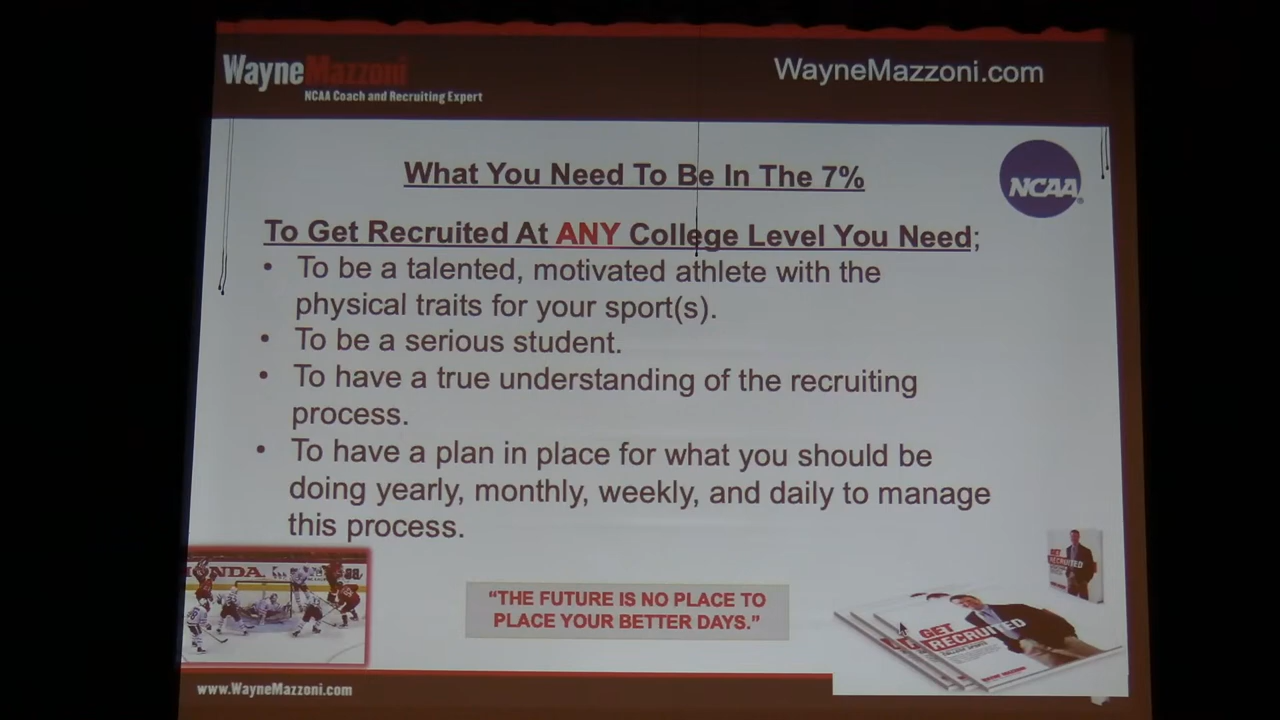 WayneMazzoni
NCAA Coach and Recruiting Expert
WayneMazzoni.com
What You Need To Be In The 7%
NCAA
To Get Recruited At ANY College Level You Need;
• To be a talented, motivated athlete with the
physical traits for your sport(s).
• To be a serious student.
• To have a true understanding of the recruiting
process.
• To have a plan in place for what you should be
doing yearly, monthly, weekly, and daily to manage
this process.
HONDA
“THE FUTURE IS NO PLACE TO
PLACE YOUR BETTER DAYS.”
GET
RECRUITED
GET
RECRUITED
www.WayneMazzoni.com